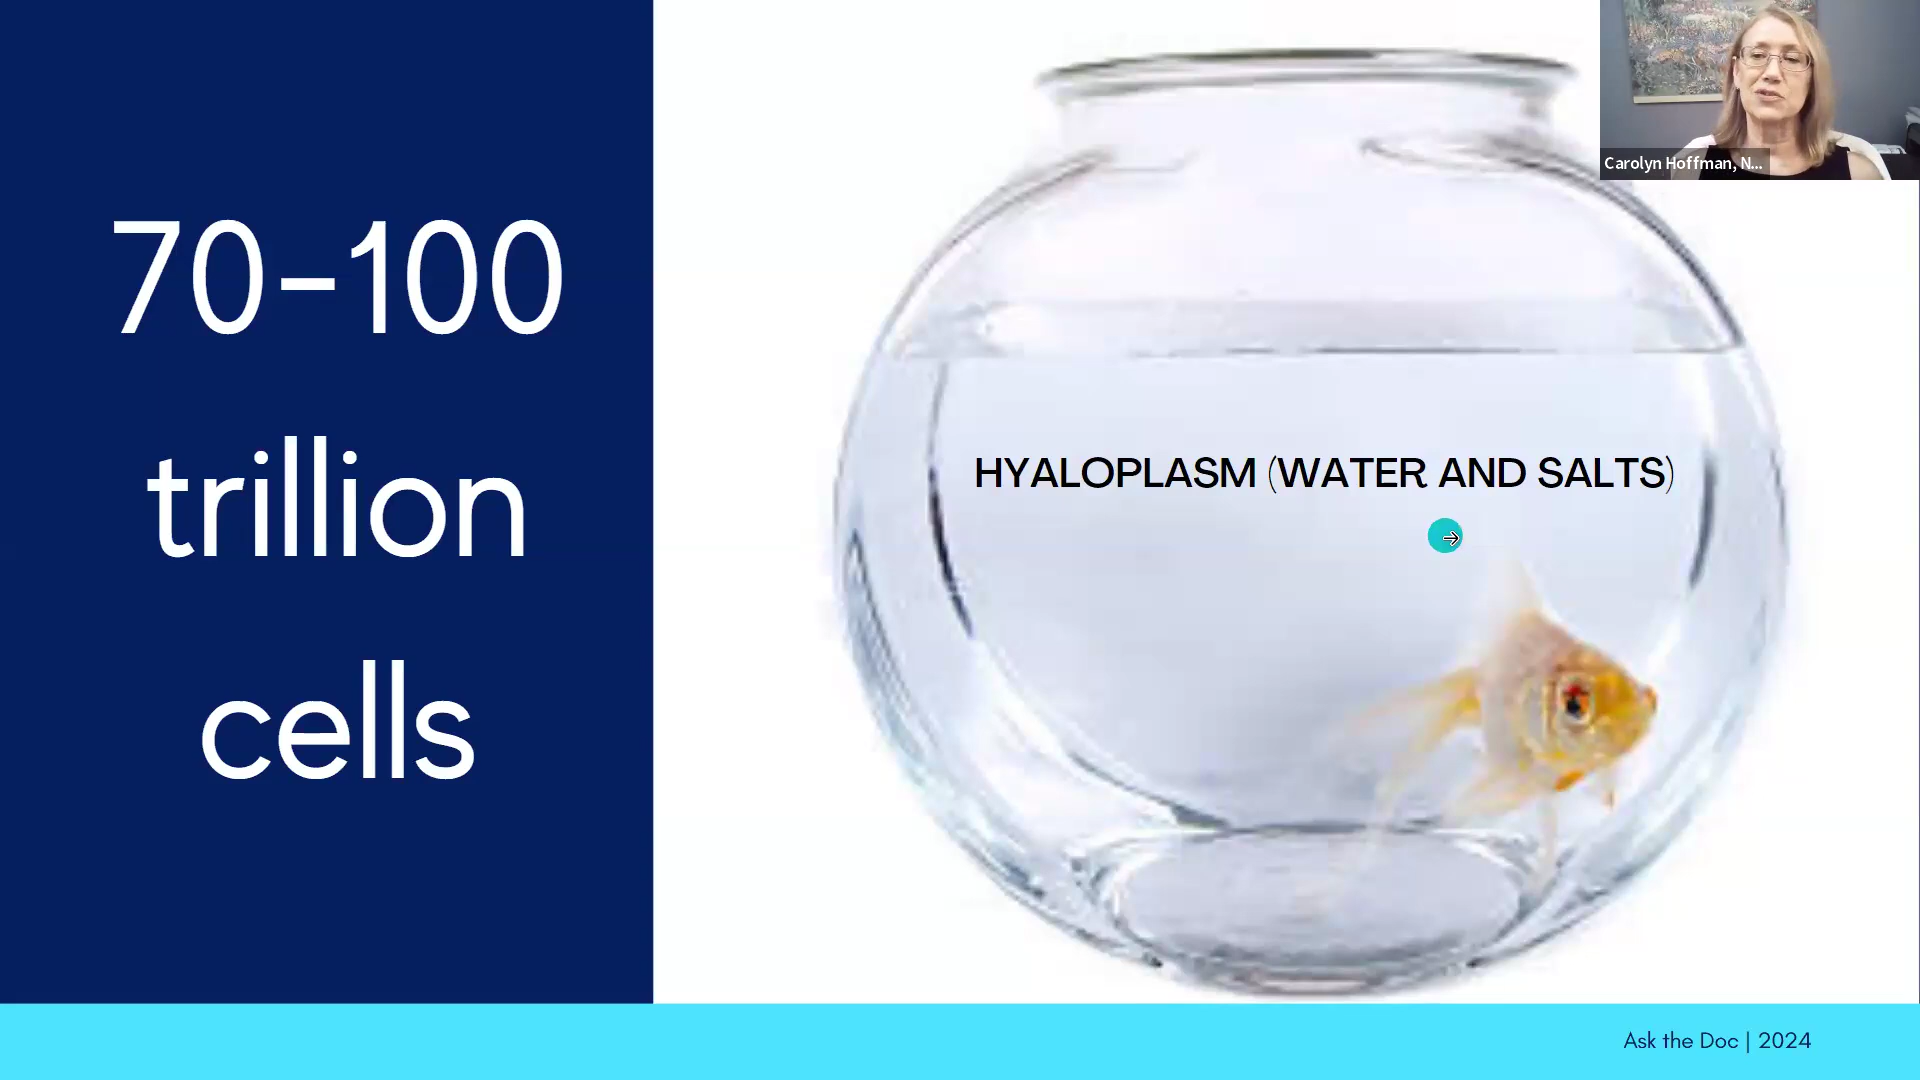 70-100
trillion
cells
HYALOPLASM (WATER AND SALTS)
Carolyn Hoffman, N...
Ask the Doc | 2024